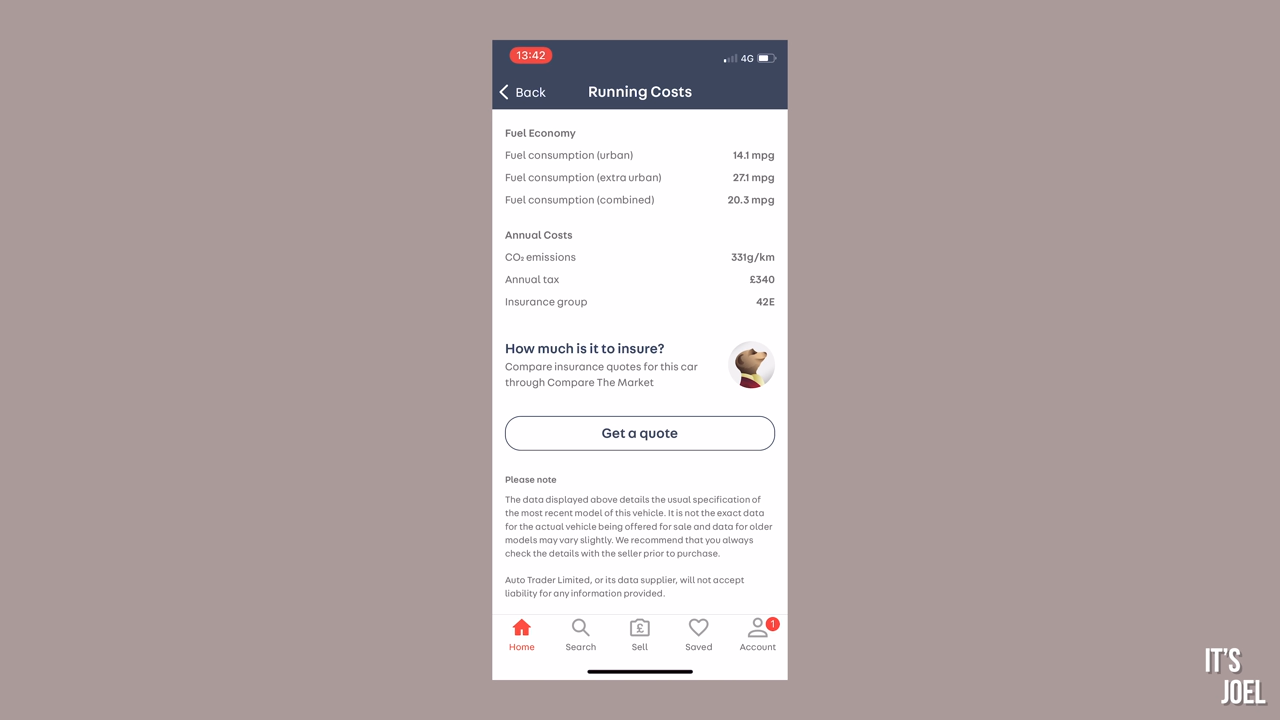 13:42
4G
Back
Running Costs
Fuel Economy
Fuel consumption (urban) 14.1 mpg
Fuel consumption (extra urban) 27.1 mpg
Fuel consumption (combined) 20.3 mpg
Annual Costs
CO₂ emissions 331g/km
Annual tax £340
Insurance group 42E
How much is it to insure?
Compare insurance quotes for this car
through Compare The Market
Get a quote
Please note
The data displayed above details the usual specification of
the most recent model of this vehicle. It is not the exact data
for the actual vehicle being offered for sale and data for older
models may vary slightly. We recommend that you always
check the details with the seller prior to purchase.
Auto Trader Limited, or its data supplier, will not accept
liability for any information provided.
£
1
Home Search Sell Saved Account
IT'S
JOEL